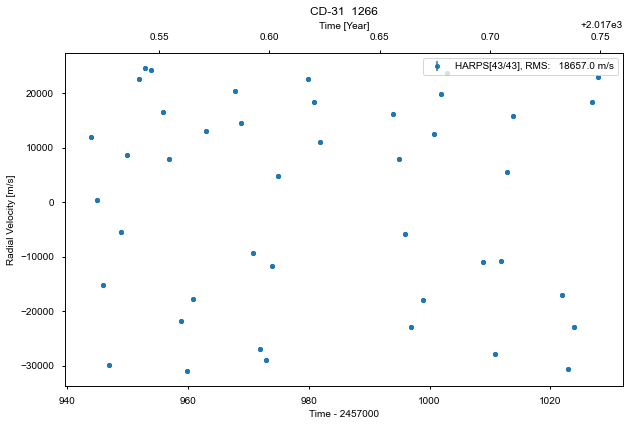 CD-31 1266
Time [Year]
+2.017e3
0.55 0.60 0.65 0.70 0.75
HARPS[43/43], RMS: 18657.0 m/s
20000
10000
0
−10000
−20000
−30000
Radial Velocity [m/s]
940 960 980 1000 1020
Time - 2457000